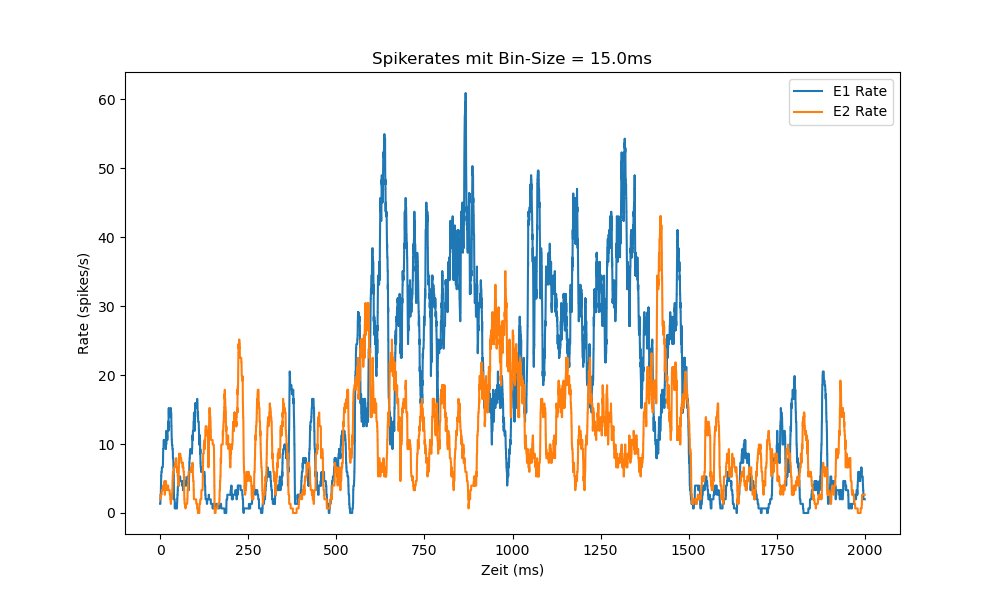 Spikerates mit Bin-Size = 15.0ms
E1 Rate
E2 Rate
60
50
40
30
20
10
0
Rate (spikes/s)
0 250 500 750 1000 1250 1500 1750 2000
Zeit (ms)